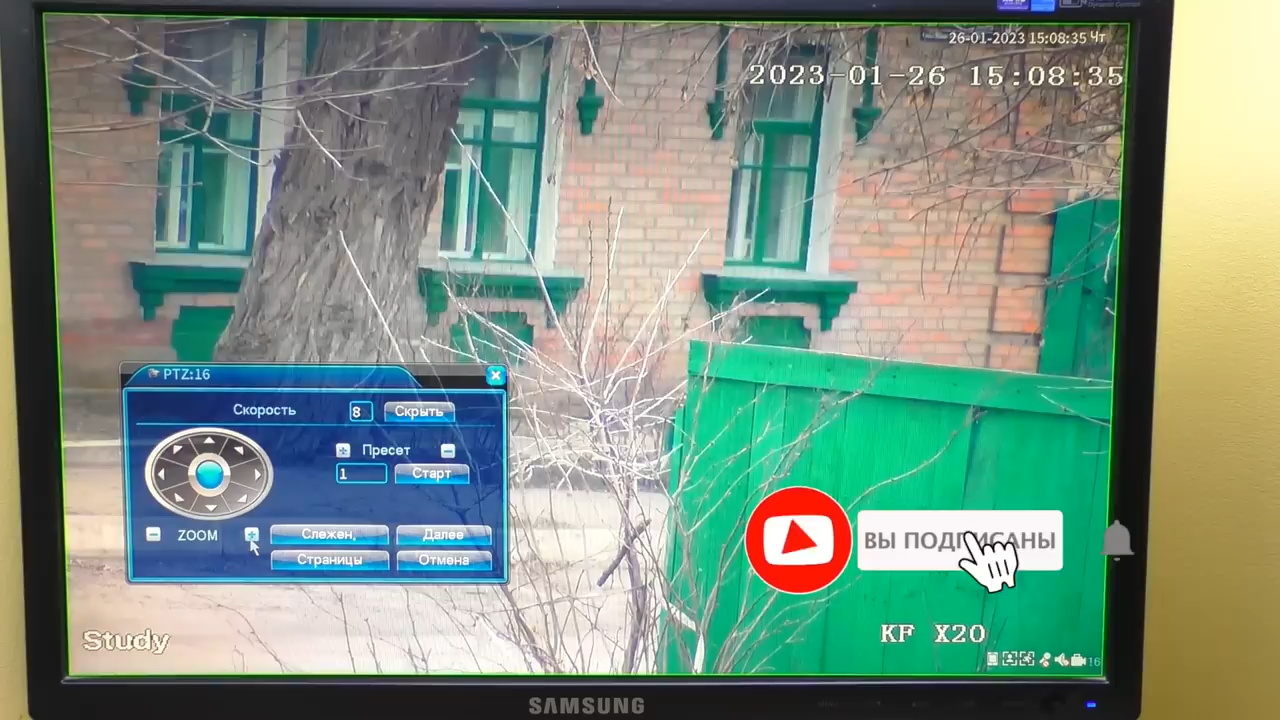 26-01-2023 15:08:35 Чт
2023-01-26 15:08:35
PTZ:16
Скорость 8 Скрыть
Пресет
1 Старт
ZOOM Слежен, Далее
Страницы Отмена
ВЫ ПОДПИСАНЫ
Study
KF X20
16
SAMSUNG